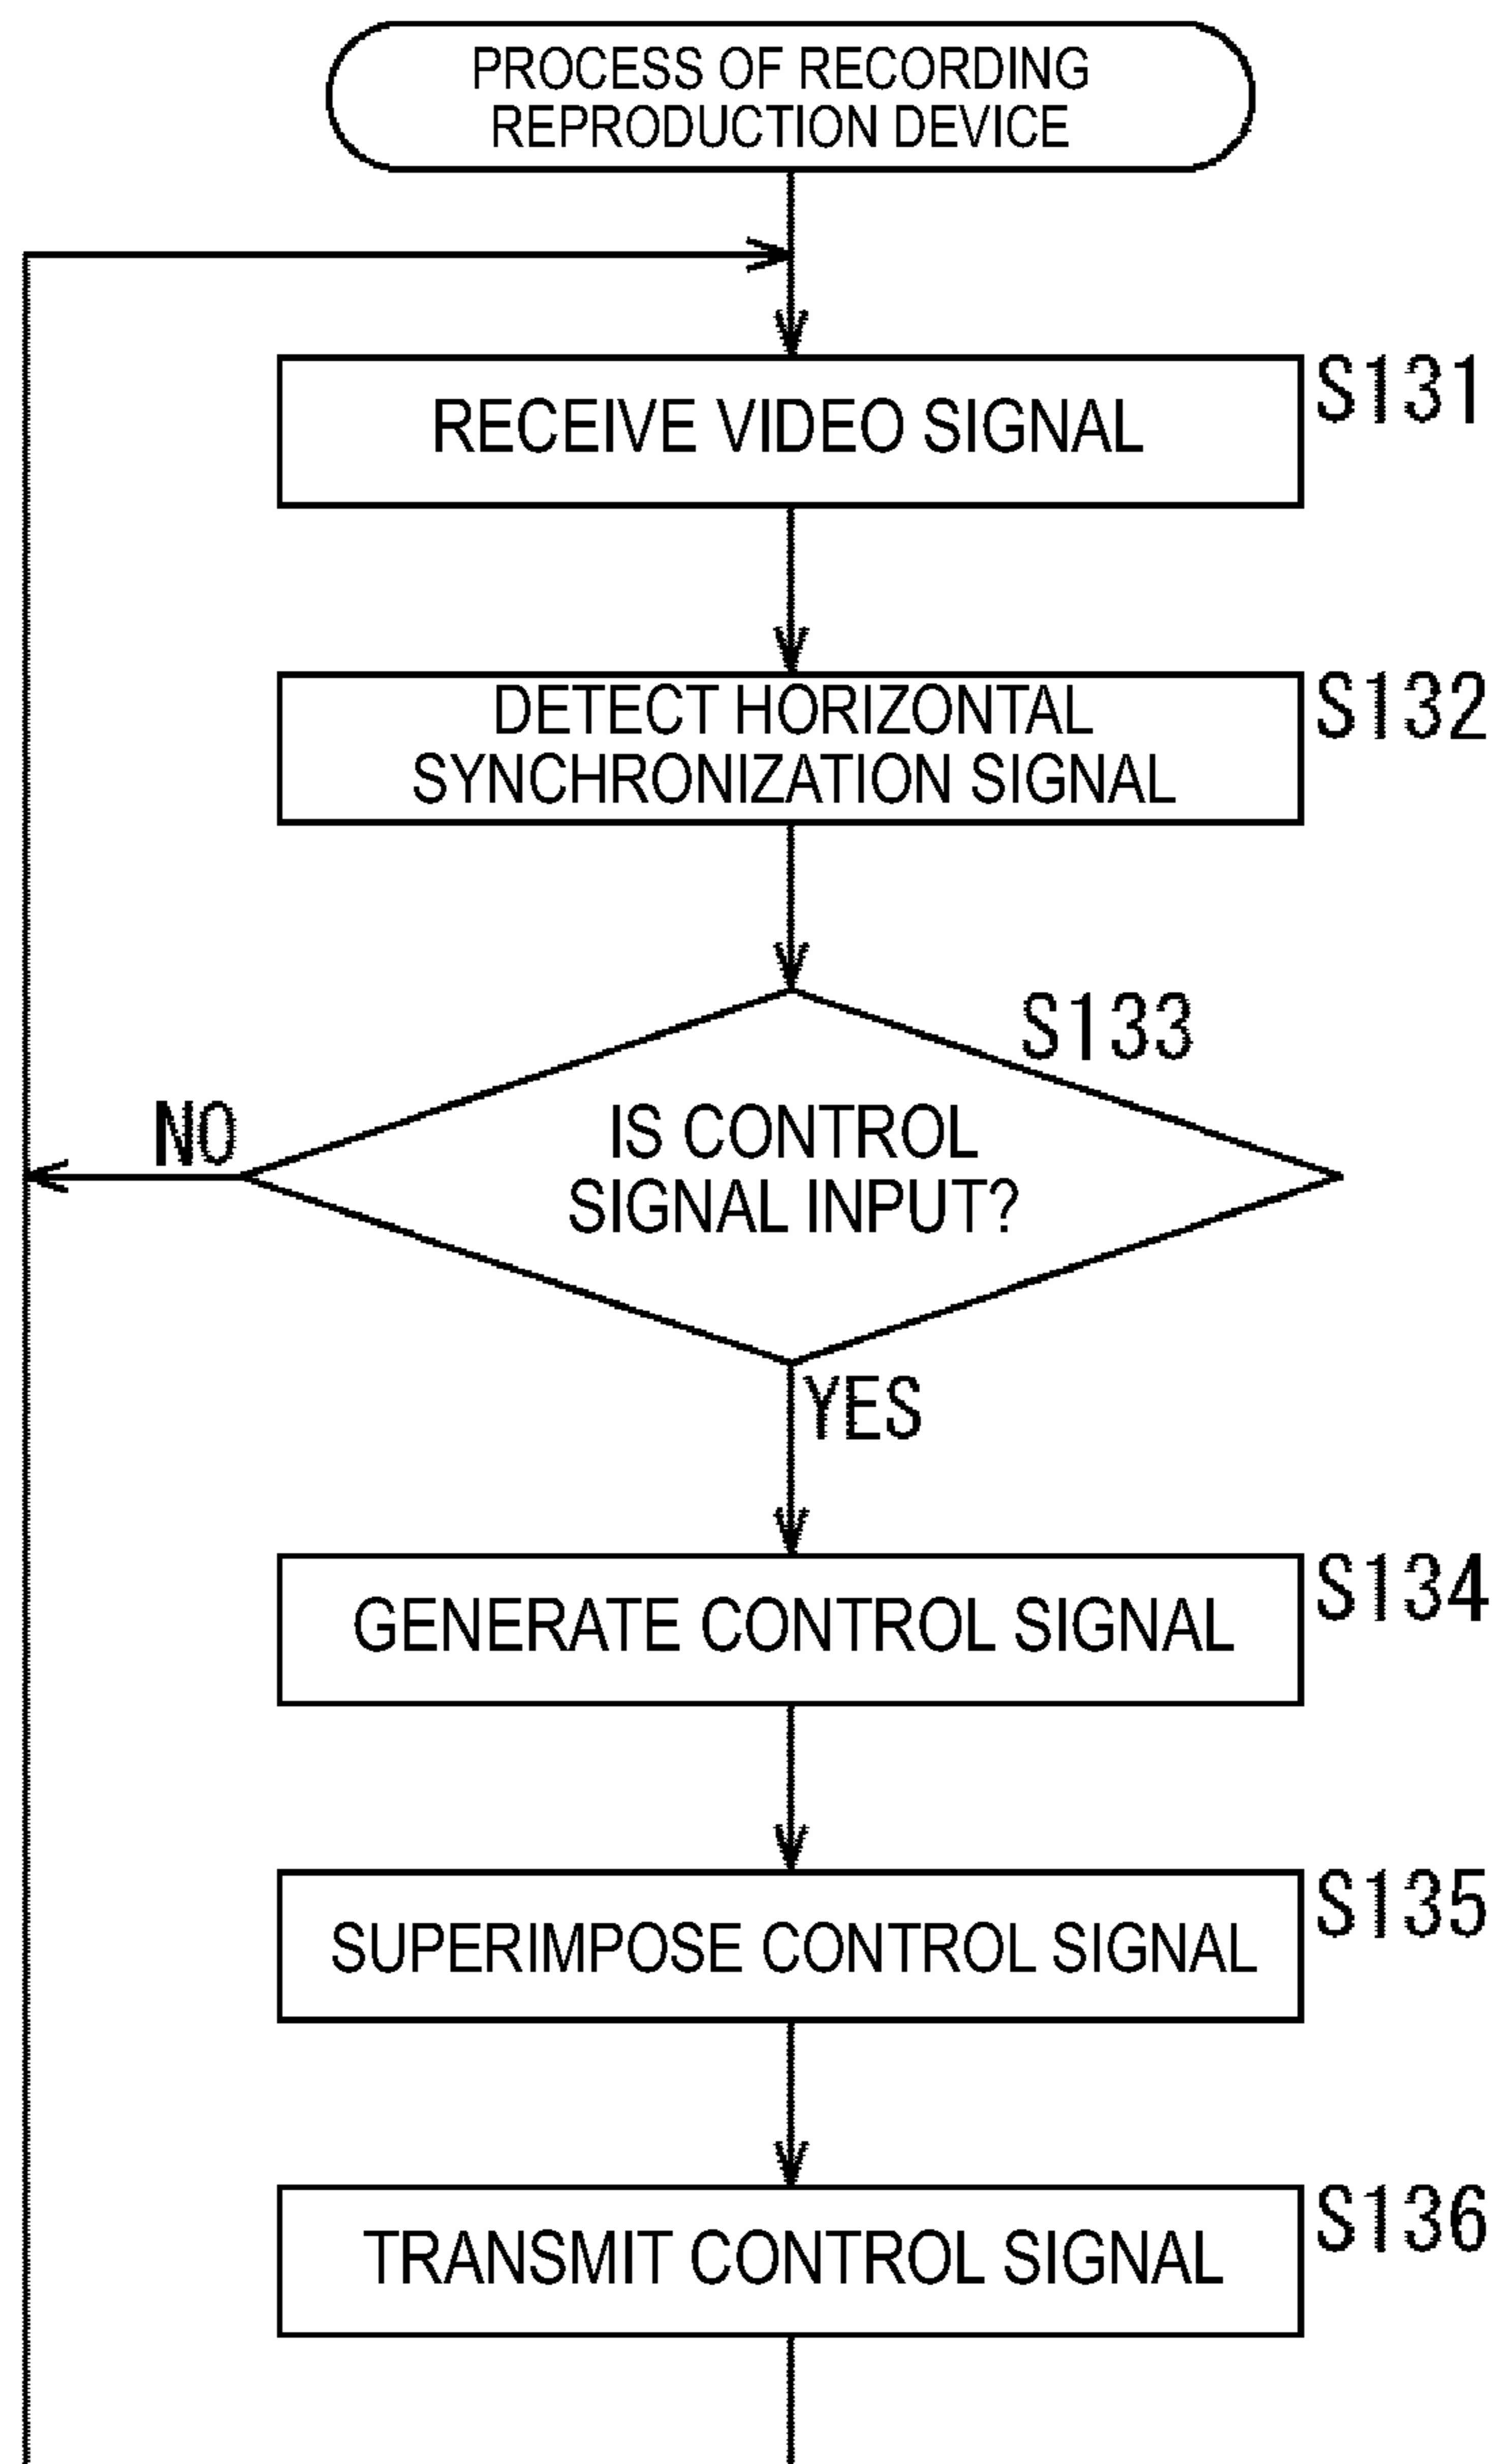 PROCESS OF RECORDING
REPRODUCTION DEVICE
RECEIVE VIDEO SIGNAL
S131
DETECT HORIZONTAL
SYNCHRONIZATION SIGNAL
S132
S133
IS CONTROL
SIGNAL INPUT?
NO
YES
GENERATE CONTROL SIGNAL
S134
SUPERIMPOSE CONTROL SIGNAL
S135
TRANSMIT CONTROL SIGNAL
S136